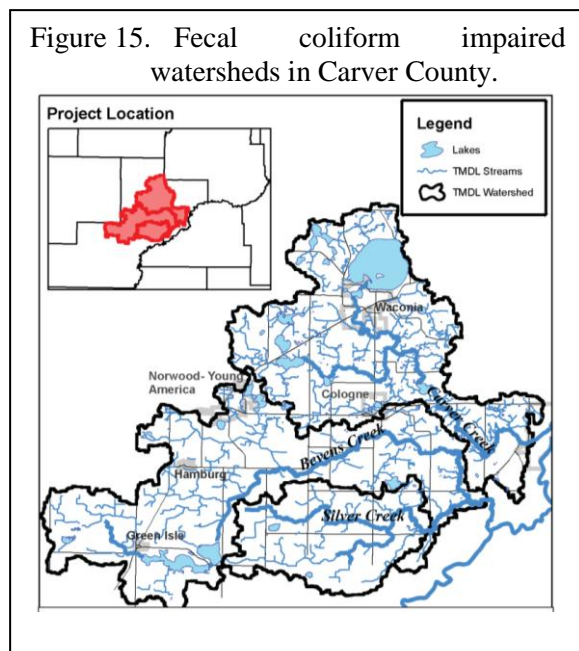 Figure 15. Fecal coliform impaired
watersheds in Carver County.
Project Location
Legend
Lakes
TMDL Streams
TMDL Watershed
Waconia
Norwood- Young
America
Cologne
Carver Creek
Bevens Creek
Hamburg
Silver Creek
Green Isle